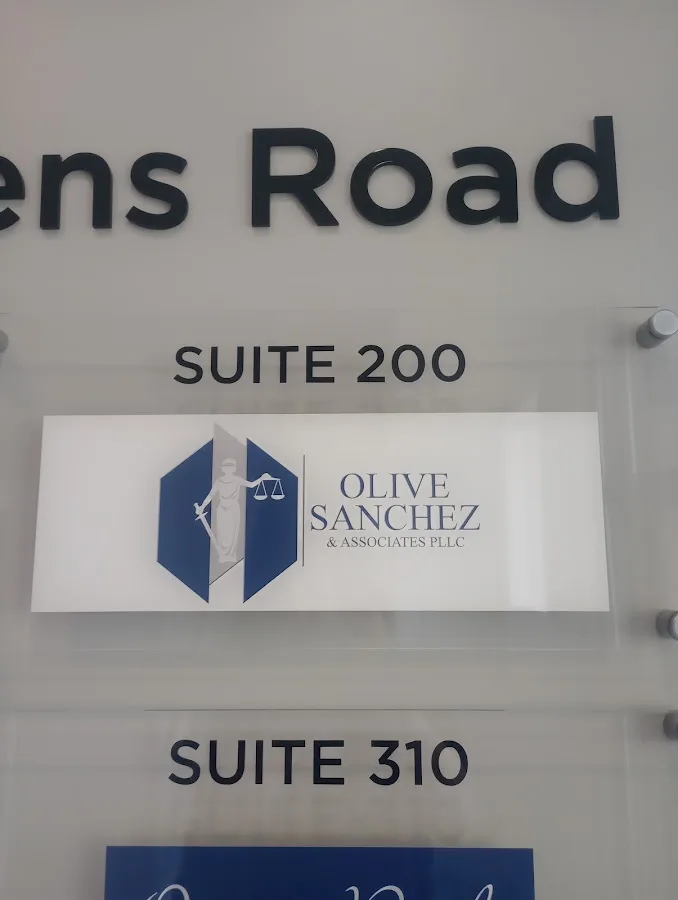 ens Road
SUITE 200
OLIVE
SANCHEZ
& ASSOCIATES PLLC
SUITE 310